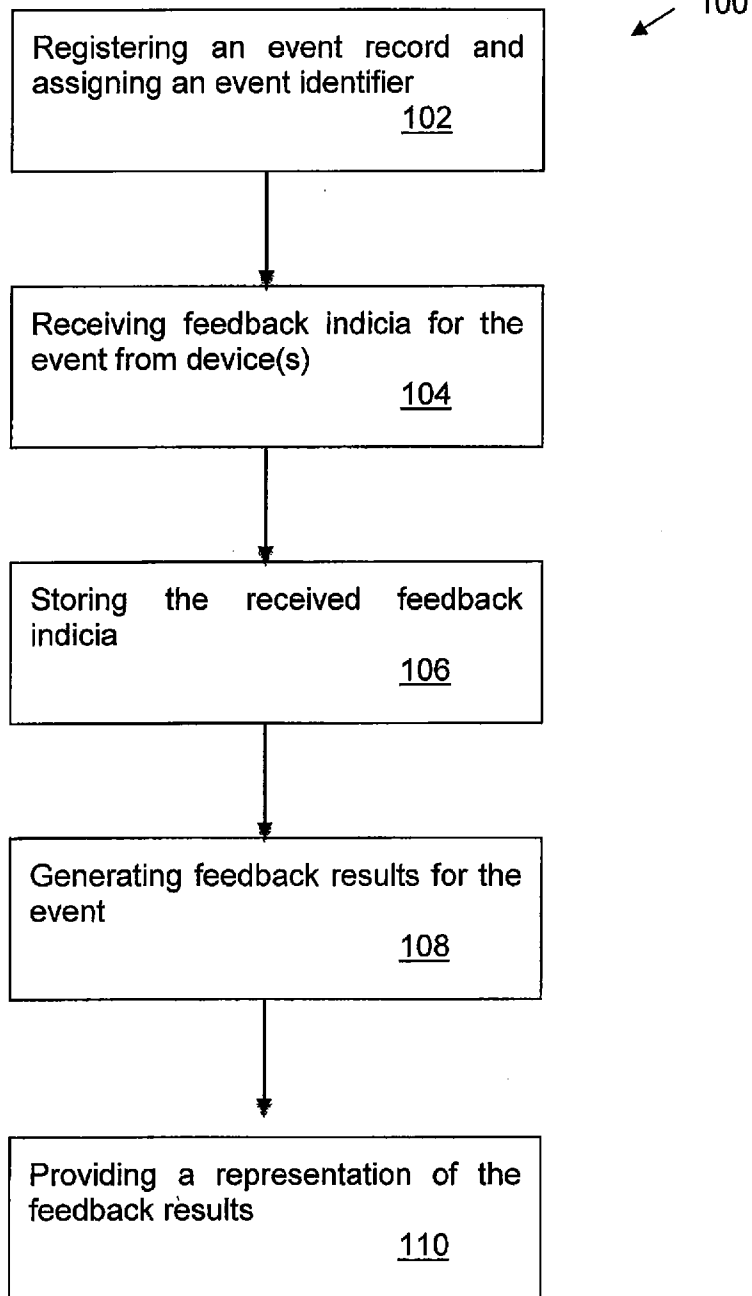 100
Registering an event record and
assigning an event identifier
102
Receiving feedback indicia for the
event from device(s)
104
Storing the received feedback
indicia
106
Generating feedback results for the
event
108
Providing a representation of the
feedback results
110